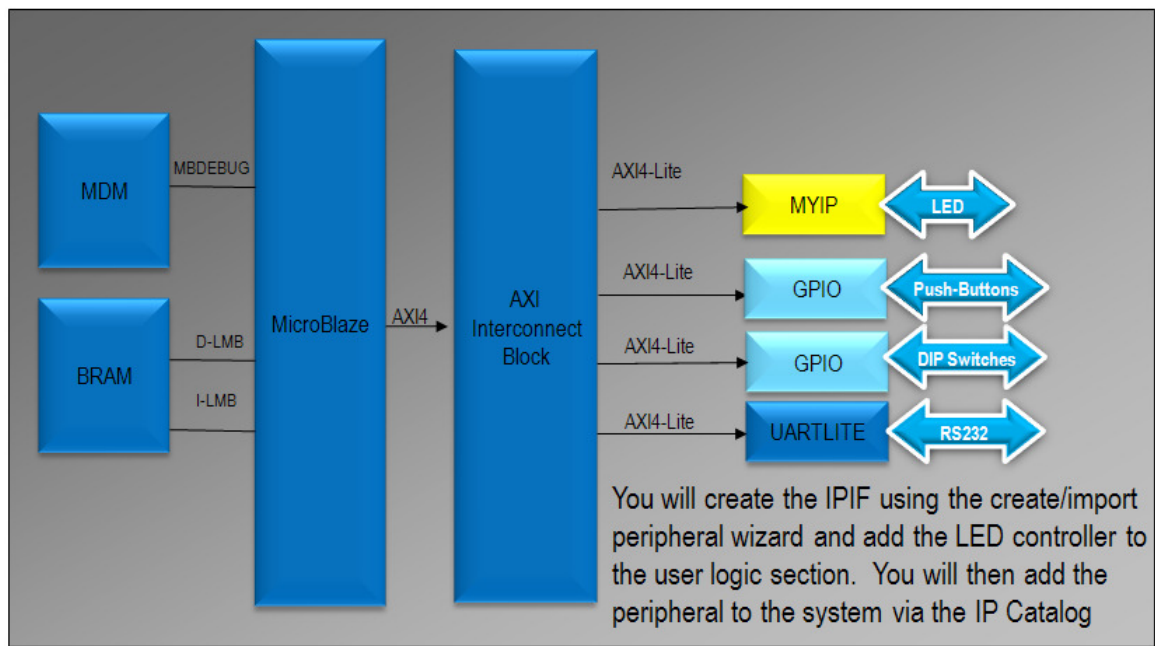 MDM
MBDEBUG
BRAM
D-LMB
I-LMB
MicroBlaze
AXI4
AXI
Interconnect
Block
AXI4-Lite
MYIP
LED
AXI4-Lite
GPIO
Push-Buttons
AXI4-Lite
GPIO
DIP Switches
AXI4-Lite
UARTLITE
RS232
You will create the IPIF using the create/import
peripheral wizard and add the LED controller to
the user logic section. You will then add the
peripheral to the system via the IP Catalog